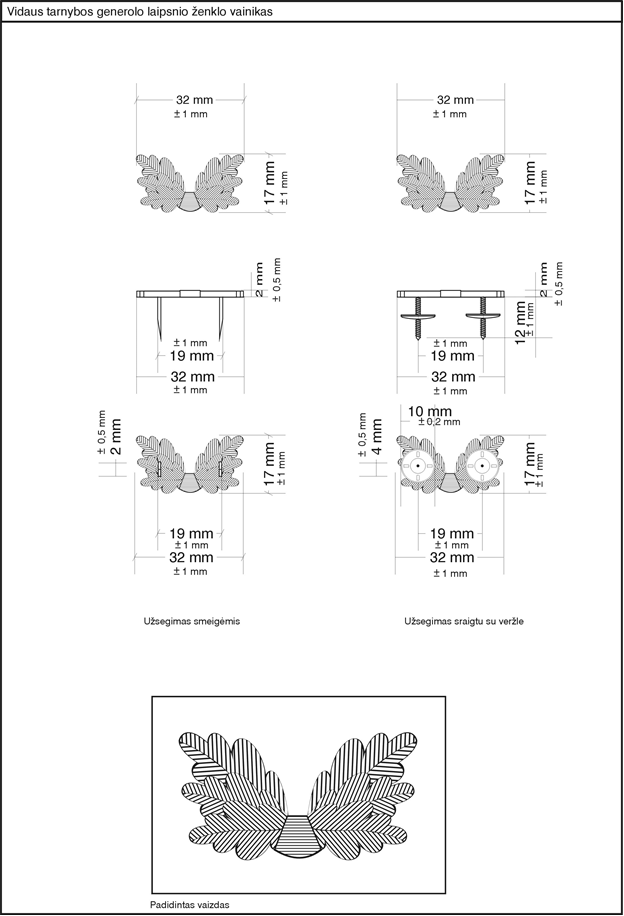 Vidaus tarnybos generolo laipsnio ženklo vainikas
32 mm
± 1 mm
17 mm
± 1 mm
32 mm
± 1 mm
17 mm
± 1 mm
2 mm
± 0,5 mm
± 1 mm
19 mm
32 mm
± 1 mm
2 mm
± 0,5 mm
12 mm
± 1 mm
± 1 mm
19 mm
32 mm
± 1 mm
± 0,5 mm
2 mm
17 mm
± 1 mm
19 mm
± 1 mm
32 mm
± 1 mm
10 mm
± 0,2 mm
± 0,5 mm
4 mm
17 mm
± 1 mm
19 mm
± 1 mm
32 mm
± 1 mm
Užsegimas smeigėmis
Užsegimas sraigtu su veržle
Padidintas vaizdas